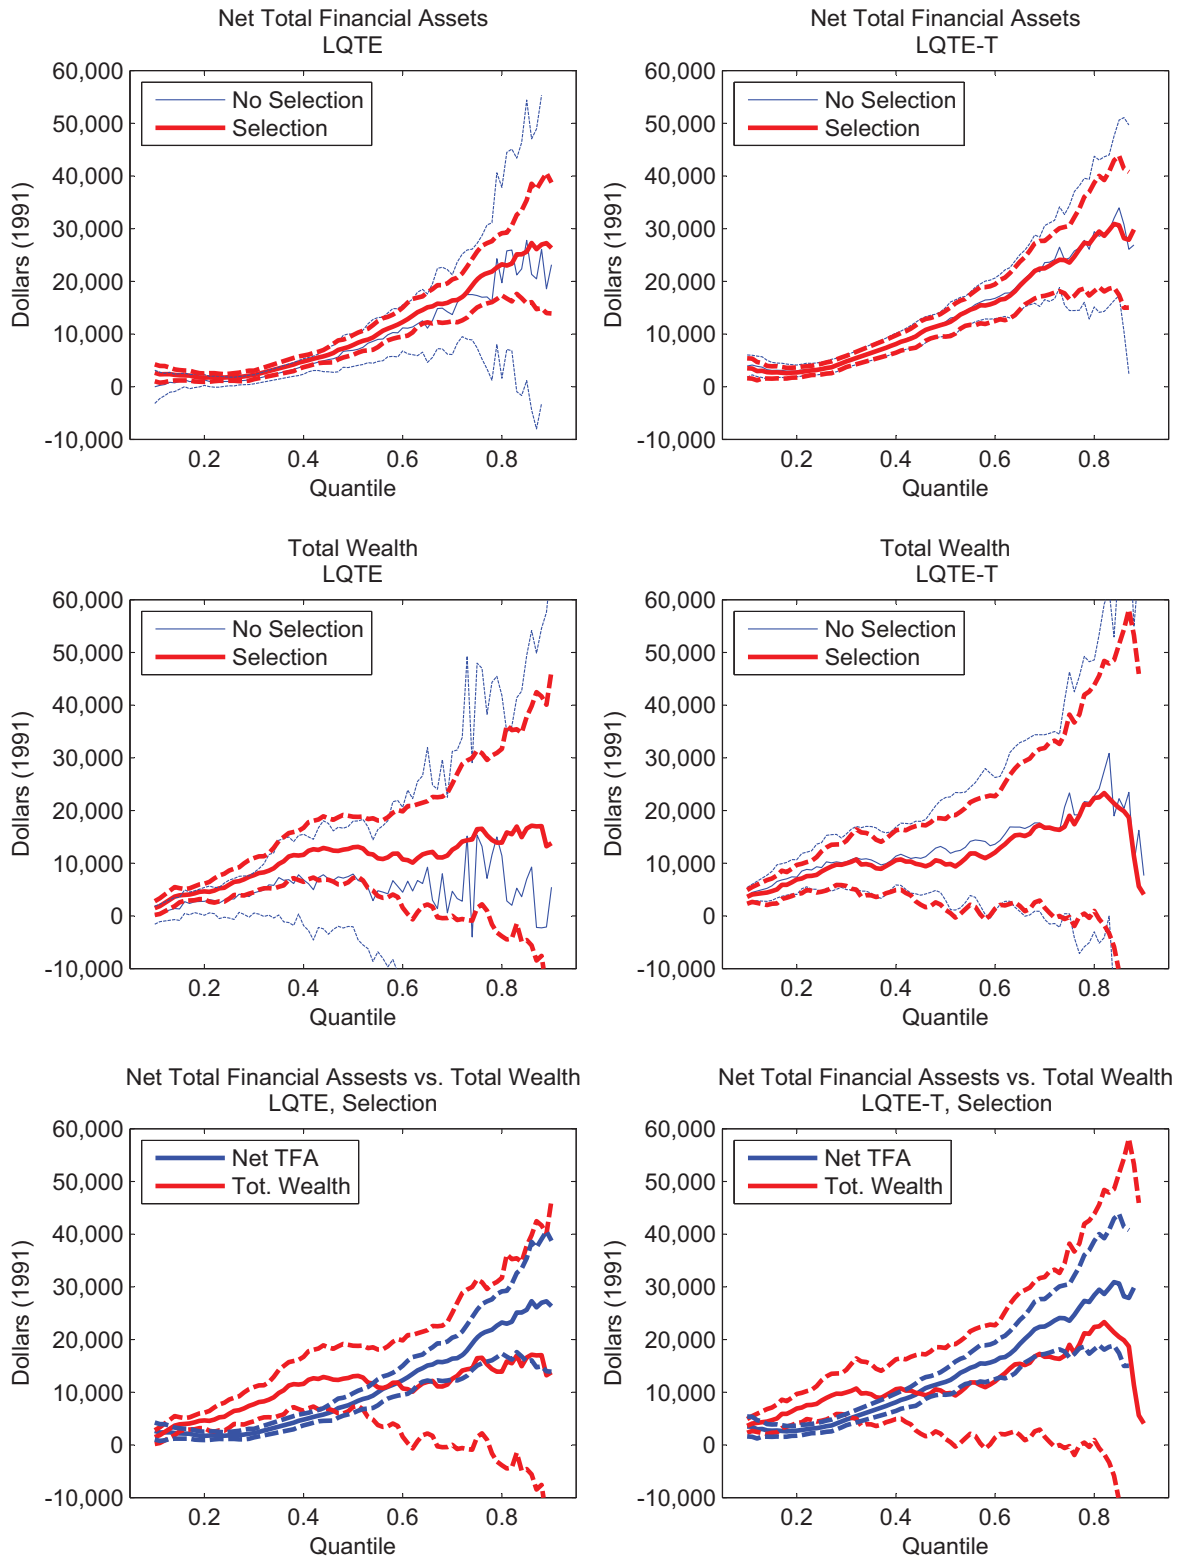 Net Total Financial Assets
LQTE
60,000
50,000
40,000
30,000
20,000
10,000
0
-10,000
Dollars (1991)
No Selection
Selection
0.2
0.4
0.6
0.8
Quantile
Net Total Financial Assets
LQTE-T
60,000
50,000
40,000
30,000
20,000
10,000
0
-10,000
Dollars (1991)
No Selection
Selection
0.2
0.4
0.6
0.8
Quantile
Total Wealth
LQTE
60,000
50,000
40,000
30,000
20,000
10,000
0
-10,000
Dollars (1991)
No Selection
Selection
0.2
0.4
0.6
0.8
Quantile
Total Wealth
LQTE-T
60,000
50,000
40,000
30,000
20,000
10,000
0
-10,000
Dollars (1991)
No Selection
Selection
0.2
0.4
0.6
0.8
Quantile
Net Total Financial Assests vs. Total Wealth
LQTE, Selection
60,000
50,000
40,000
30,000
20,000
10,000
0
-10,000
Dollars (1991)
Net TFA
Tot. Wealth
0.2
0.4
0.6
0.8
Quantile
Net Total Financial Assests vs. Total Wealth
LQTE-T, Selection
60,000
50,000
40,000
30,000
20,000
10,000
0
-10,000
Dollars (1991)
Net TFA
Tot. Wealth
0.2
0.4
0.6
0.8
Quantile